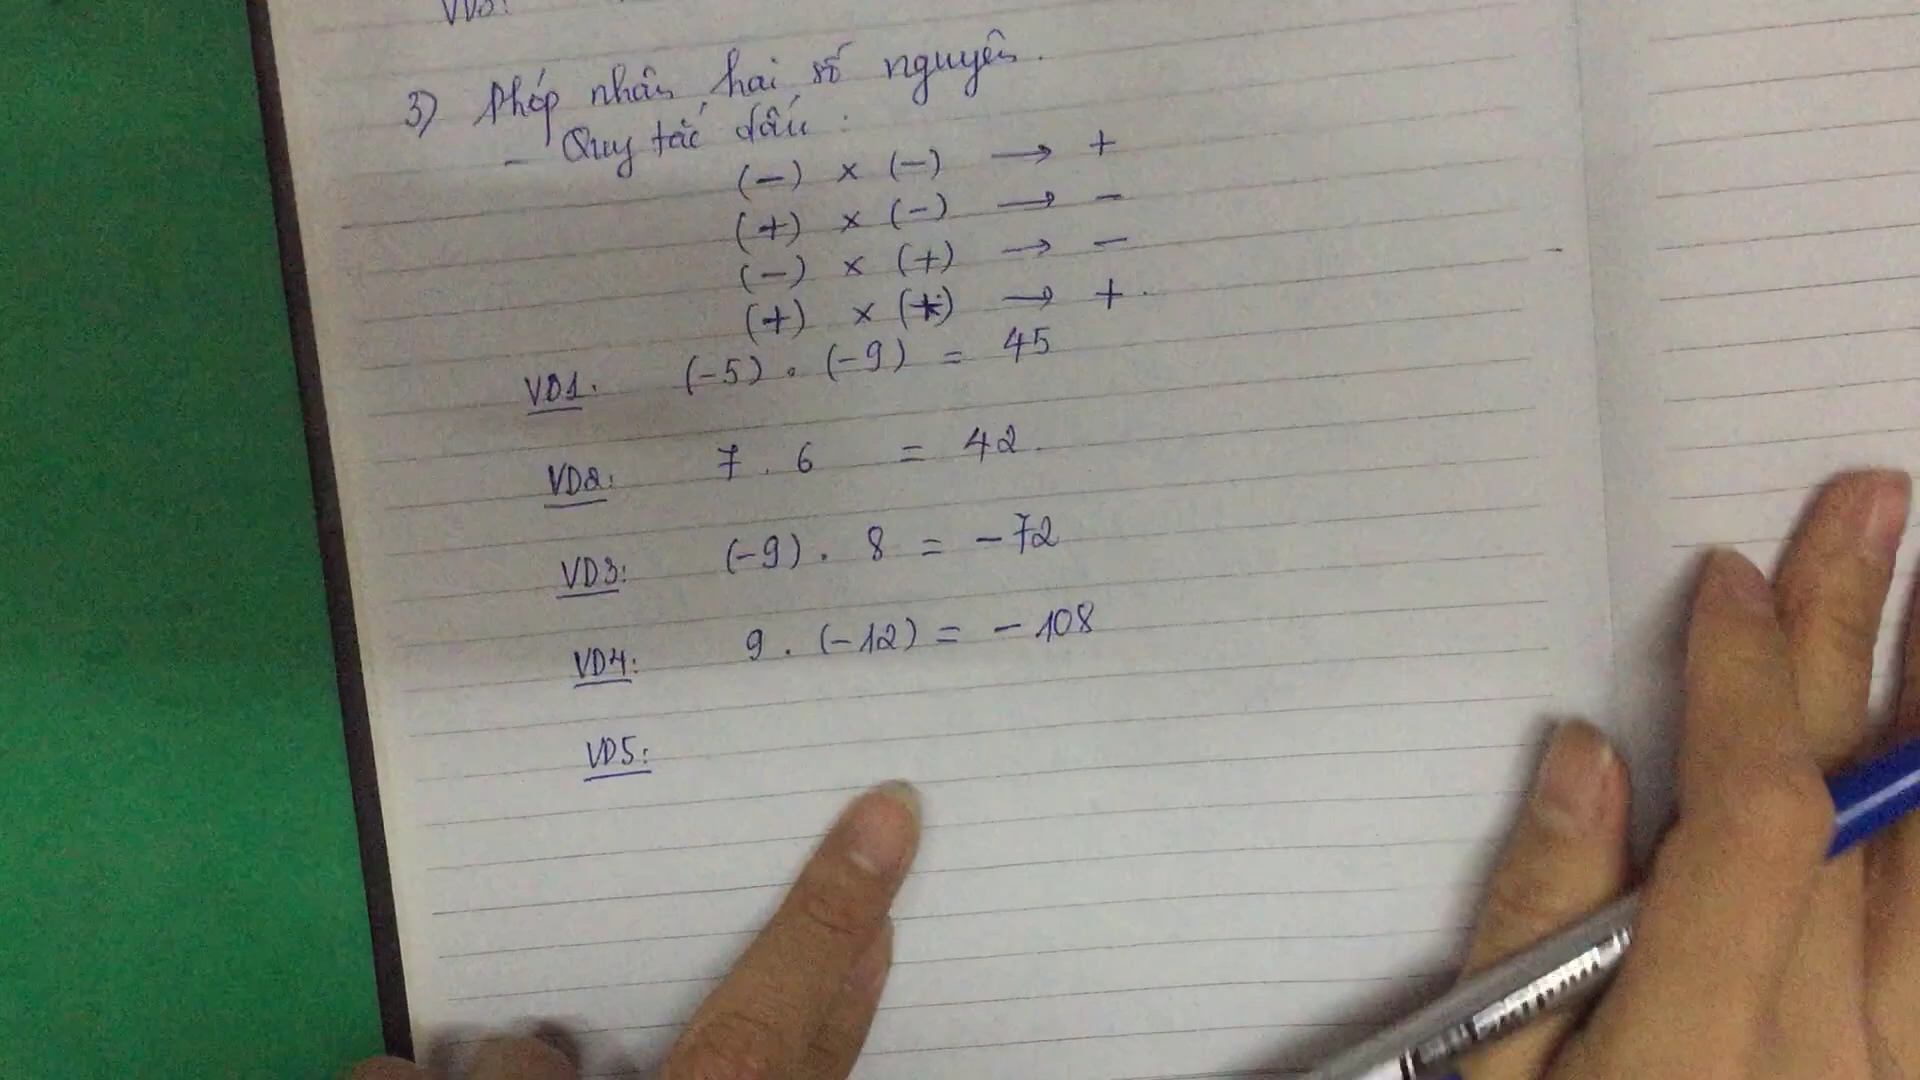 VD3:
3) Phép nhân hai số nguyên.
- Quy tắc dấu :
(-) × (-) → +
(+) × (-) → -
(-) × (+) → -
(+) × (+) → + .
VD1. (-5) . (-9) = 45
VD2: 7 . 6 = 42.
VD3: (-9) . 8 = -72
VD4: 9 . (-12) = - 108
VD5: